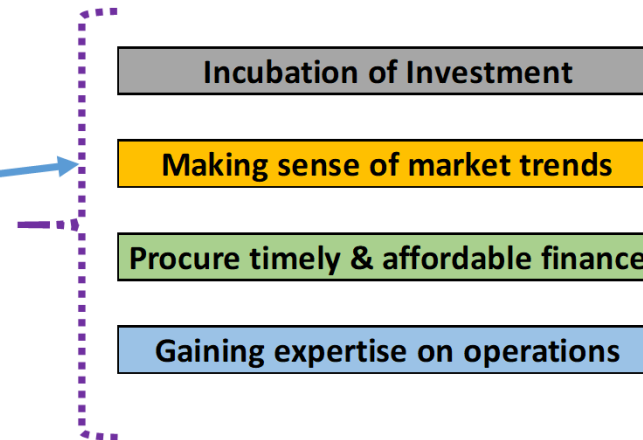 Incubation of Investment
Making sense of market trends
Procure timely & affordable finance
Gaining expertise on operations